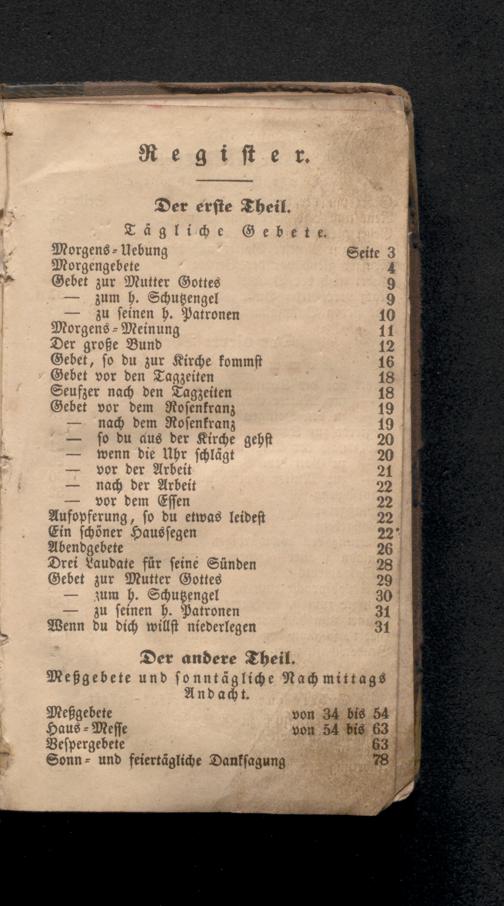 Register.
Der erste Theil.
Tägliche Gebete.
Morgens-Uebung Seite 3
Morgengebete 4
Gebet zur Mutter Gottes 9
— zum h. Schutzengel 9
— zu seinen h. Patronen 10
Morgens-Meinung 11
Der große Bund 12
Gebet, so du zur Kirche kommst 16
Gebet vor den Tagzeiten 18
Seufzer nach den Tagzeiten 18
Gebet vor dem Rosenkranz 19
— nach dem Rosenkranz 19
— so du aus der Kirche gehst 20
— wenn die Uhr schlägt 20
— vor der Arbeit 21
— nach der Arbeit 22
— vor dem Essen 22
Aufopferung, so du etwas leidest 22
Ein schöner Haussegen 22
Abendgebete 26
Drei Laudate für seine Sünden 28
Gebet zur Mutter Gottes 29
— zum h. Schutzengel 30
— zu seinen h. Patronen 31
Wenn du dich willst niederlegen 31
Der andere Theil.
Meßgebete und sonntägliche Nachmittags
Andacht.
Meßgebete von 34 bis 54
Haus-Messe von 54 bis 63
Vespergebete 63
Sonn- und feiertägliche Danksagung 78